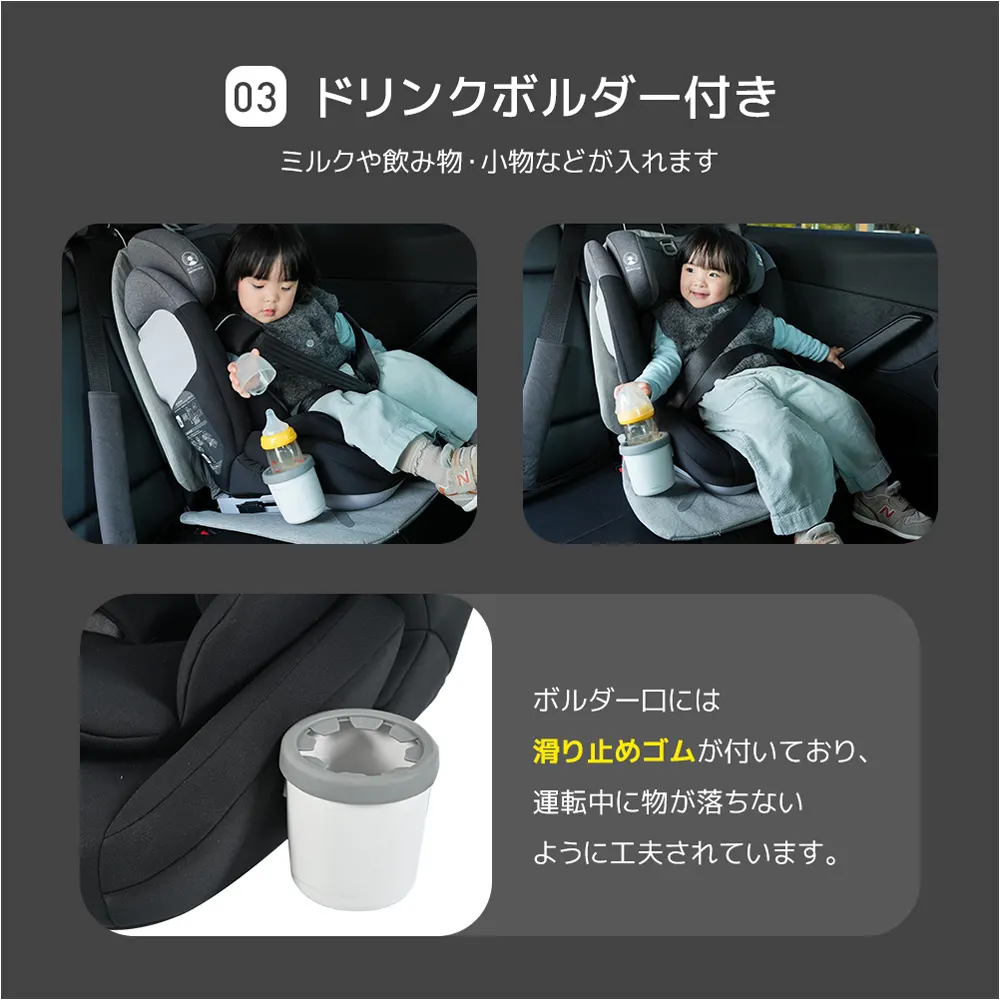 03 ドリンクボルダー付き
ミルクや飲み物・小物などが入れます
ボルダー口には
滑り止めゴムが付いており、
運転中に物が落ちない
ように工夫されています。